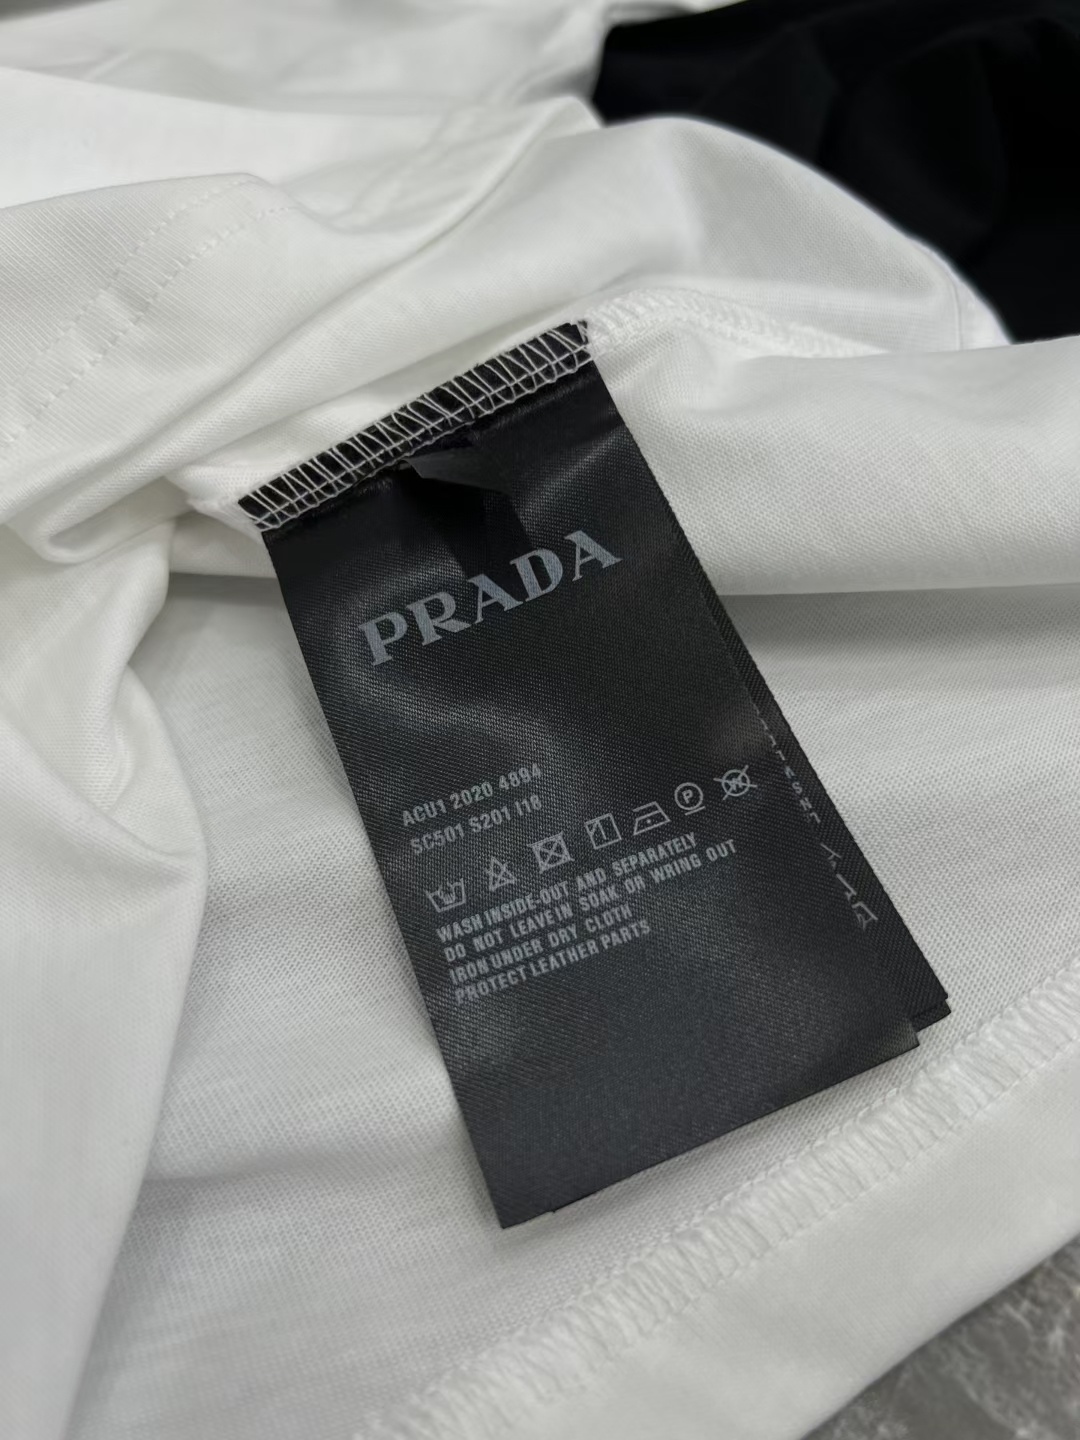 PRADA
ACU1 2020 4894
SC501 S201 I18
P
WASH INSIDE-OUT AND SEPARATELY
DO NOT LEAVE IN SOAK OR WRING OUT
IRON UNDER DRY CLOTH
PROTECT LEATHER PARTS